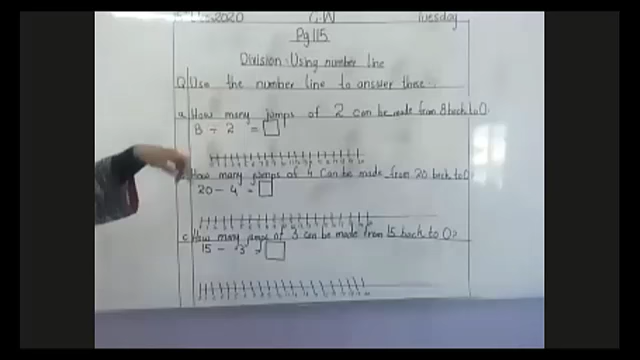 2020 C.W Tuesday
Pg 115
Division Using number line
Q Use the number line to answer these.
a. How many jumps of 2 can be made from 8 back to 0.
8 ÷ 2 =
How many jumps of 4 can be made from 20 back to 0
20 - 4 =
c. How many jumps of 3 can be made from 15 back to 0?
15 - 3 =